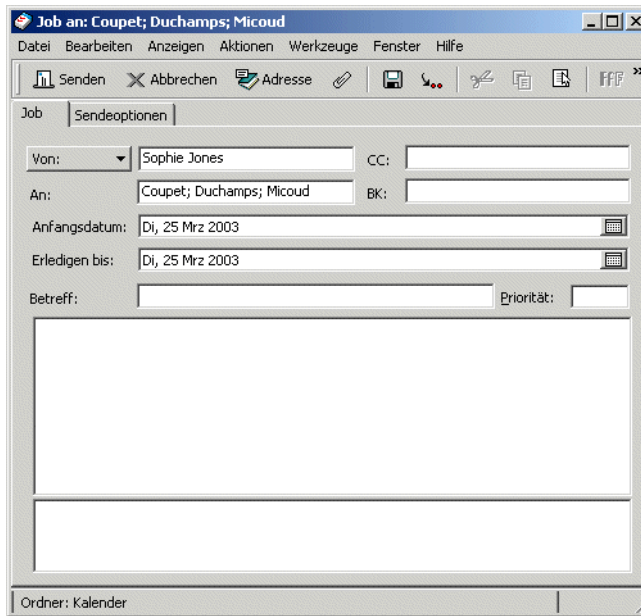 Job an: Coupet; Duchamps; Micoud
Datei Bearbeiten Anzeigen Aktionen Werkzeuge Fenster Hilfe
Senden Abbrechen Adresse »
Job Sendeoptionen
Von: Sophie Jones CC:
An: Coupet; Duchamps; Micoud BK:
Anfangsdatum: Di, 25 Mrz 2003
Erledigen bis: Di, 25 Mrz 2003
Betreff: Priorität:
Ordner: Kalender